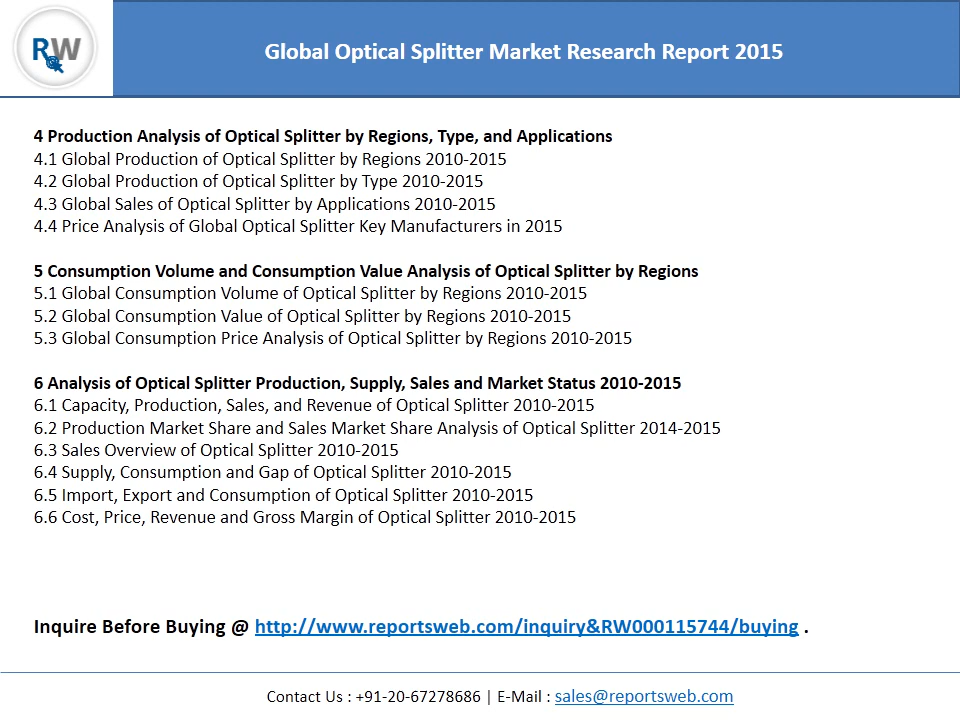 RW
Global Optical Splitter Market Research Report 2015
4 Production Analysis of Optical Splitter by Regions, Type, and Applications
4.1 Global Production of Optical Splitter by Regions 2010-2015
4.2 Global Production of Optical Splitter by Type 2010-2015
4.3 Global Sales of Optical Splitter by Applications 2010-2015
4.4 Price Analysis of Global Optical Splitter Key Manufacturers in 2015
5 Consumption Volume and Consumption Value Analysis of Optical Splitter by Regions
5.1 Global Consumption Volume of Optical Splitter by Regions 2010-2015
5.2 Global Consumption Value of Optical Splitter by Regions 2010-2015
5.3 Global Consumption Price Analysis of Optical Splitter by Regions 2010-2015
6 Analysis of Optical Splitter Production, Supply, Sales and Market Status 2010-2015
6.1 Capacity, Production, Sales, and Revenue of Optical Splitter 2010-2015
6.2 Production Market Share and Sales Market Share Analysis of Optical Splitter 2014-2015
6.3 Sales Overview of Optical Splitter 2010-2015
6.4 Supply, Consumption and Gap of Optical Splitter 2010-2015
6.5 Import, Export and Consumption of Optical Splitter 2010-2015
6.6 Cost, Price, Revenue and Gross Margin of Optical Splitter 2010-2015
Inquire Before Buying @ http://www.reportsweb.com/inquiry&RW000115744/buying .
Contact Us : +91-20-67278686 | E-Mail : sales@reportsweb.com